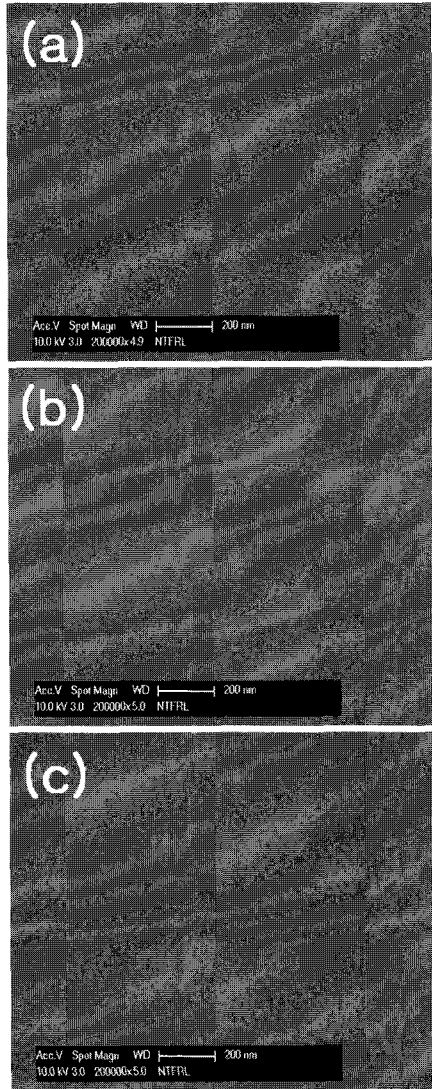 (a)
Acc.V Spot Magn WD 200 nm
10.0 kV 3.0 200000x 4.9 NTFRL
(b)
Acc.V Spot Magn WD 200 nm
10.0 kV 3.0 200000x 5.0 NTFRL
(c)
Acc.V Spot Magn WD 200 nm
10.0 kV 3.0 200000x 5.0 NTFRL